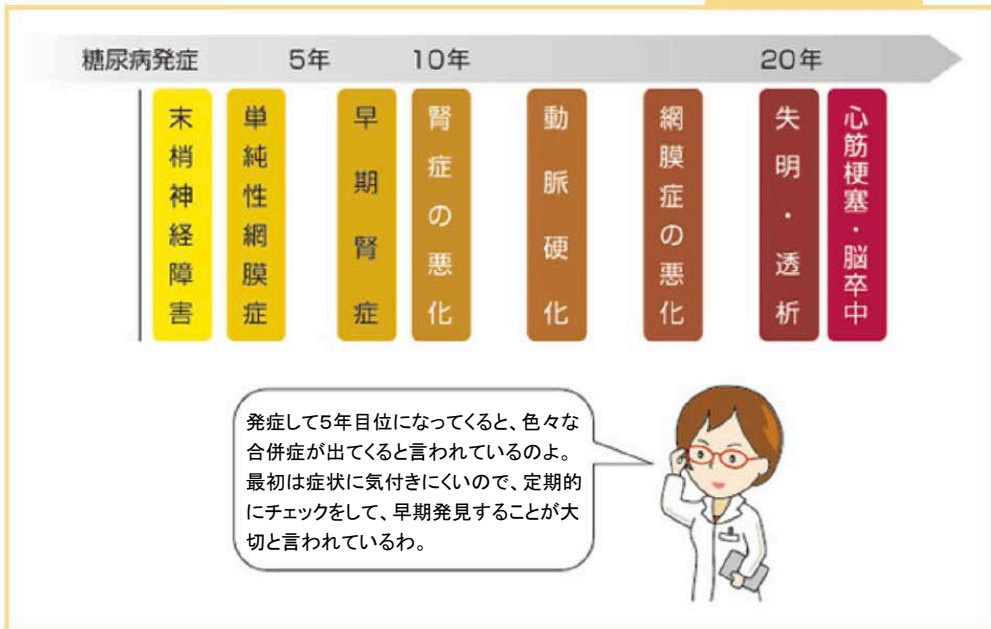 糖尿病発症 5年 10年 20年
末梢神経障害
単純性網膜症
早期腎症
腎症の悪化
動脈硬化
網膜症の悪化
失明・透析
心筋梗塞・脳卒中
発症して5年目位になってくると、色々な
合併症が出てくると言われているのよ。
最初は症状に気付きにくいので、定期的
にチェックをして、早期発見することが大
切と言われているわ。